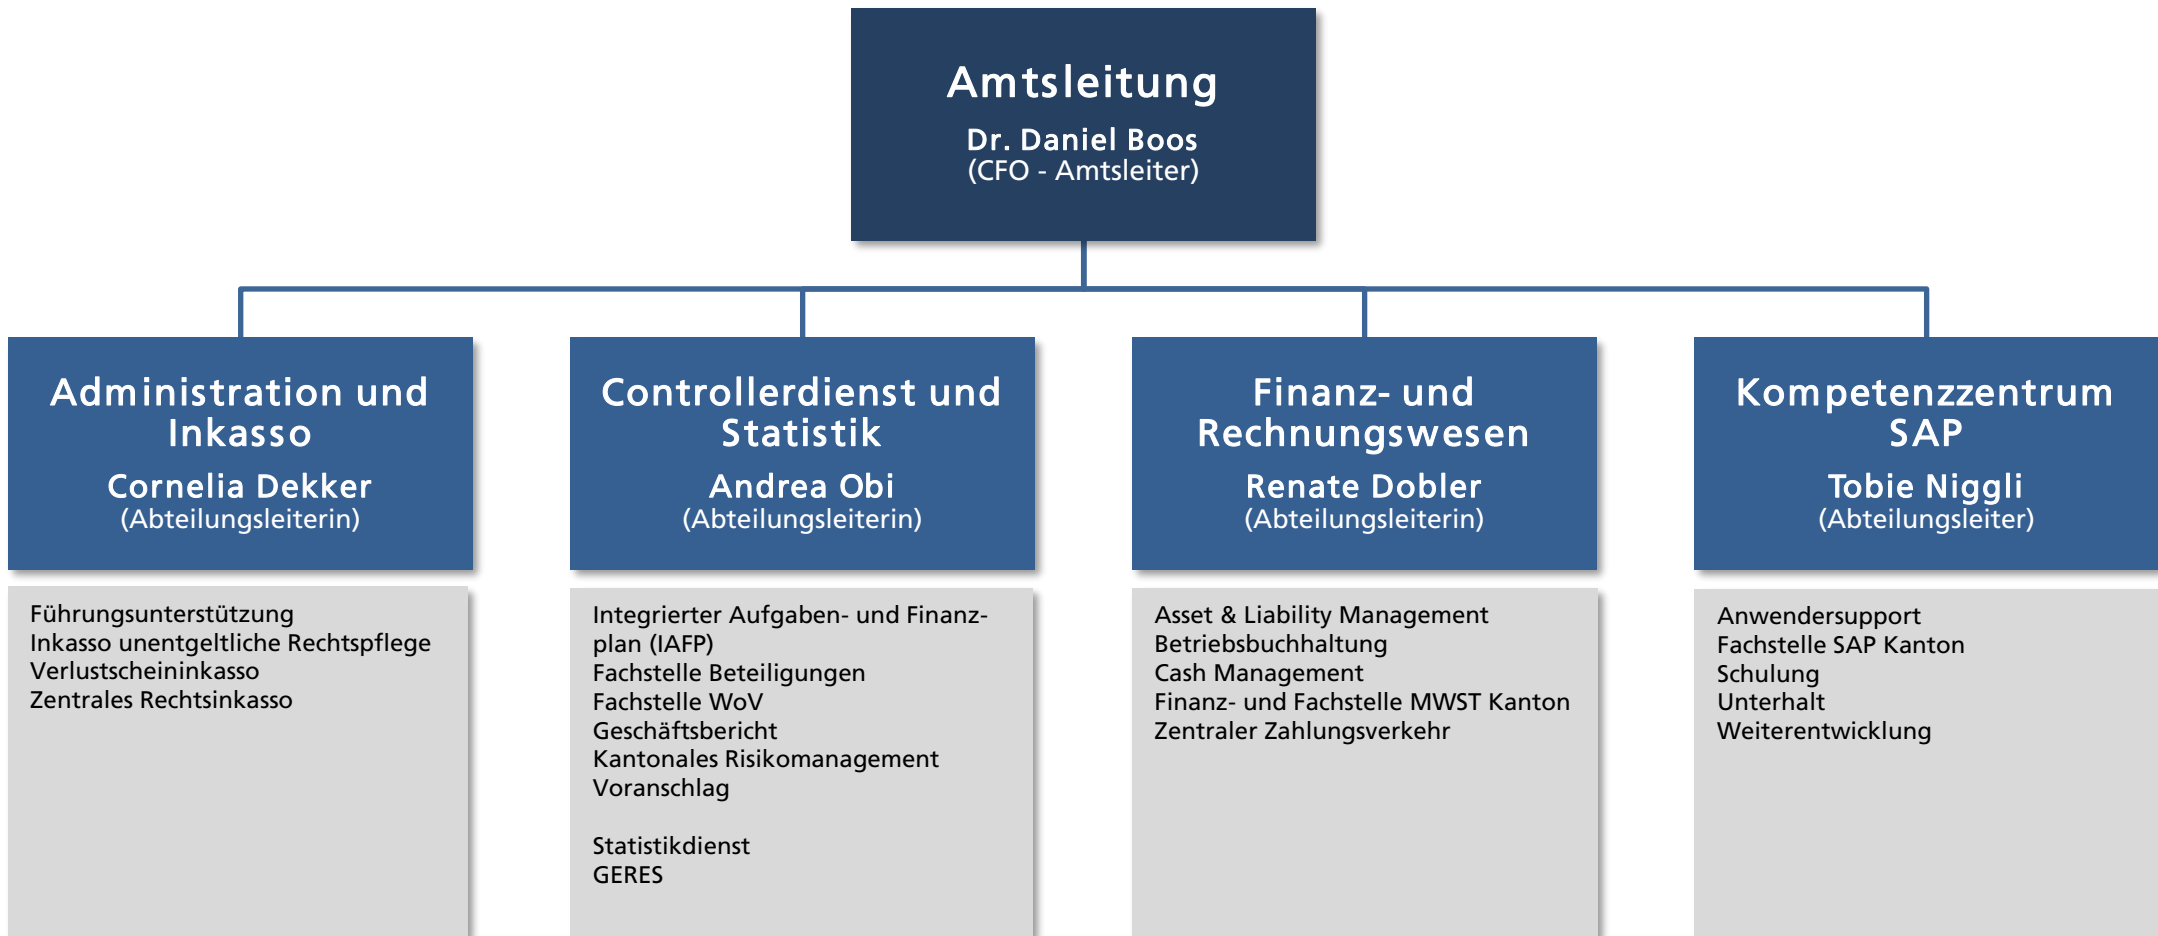 Amtsleitung
Dr. Daniel Boos
(CFO - Amtsleiter)
Administration und
Inkasso
Cornelia Dekker
(Abteilungsleiterin)
Führungsunterstützung
Inkasso unentgeltliche Rechtspflege
Verlustscheininkasso
Zentrales Rechtsinkasso
Controllerdienst und
Statistik
Andrea Obi
(Abteilungsleiterin)
Integrierter Aufgaben- und Finanz-
plan (IAFP)
Fachstelle Beteiligungen
Fachstelle WoV
Geschäftsbericht
Kantonales Risikomanagement
Voranschlag
Statistikdienst
GERES
Finanz- und
Rechnungswesen
Renate Dobler
(Abteilungsleiterin)
Asset & Liability Management
Betriebsbuchhaltung
Cash Management
Finanz- und Fachstelle MWST Kanton
Zentraler Zahlungsverkehr
Kompetenzzentrum
SAP
Tobie Niggli
(Abteilungsleiter)
Anwendersupport
Fachstelle SAP Kanton
Schulung
Unterhalt
Weiterentwicklung